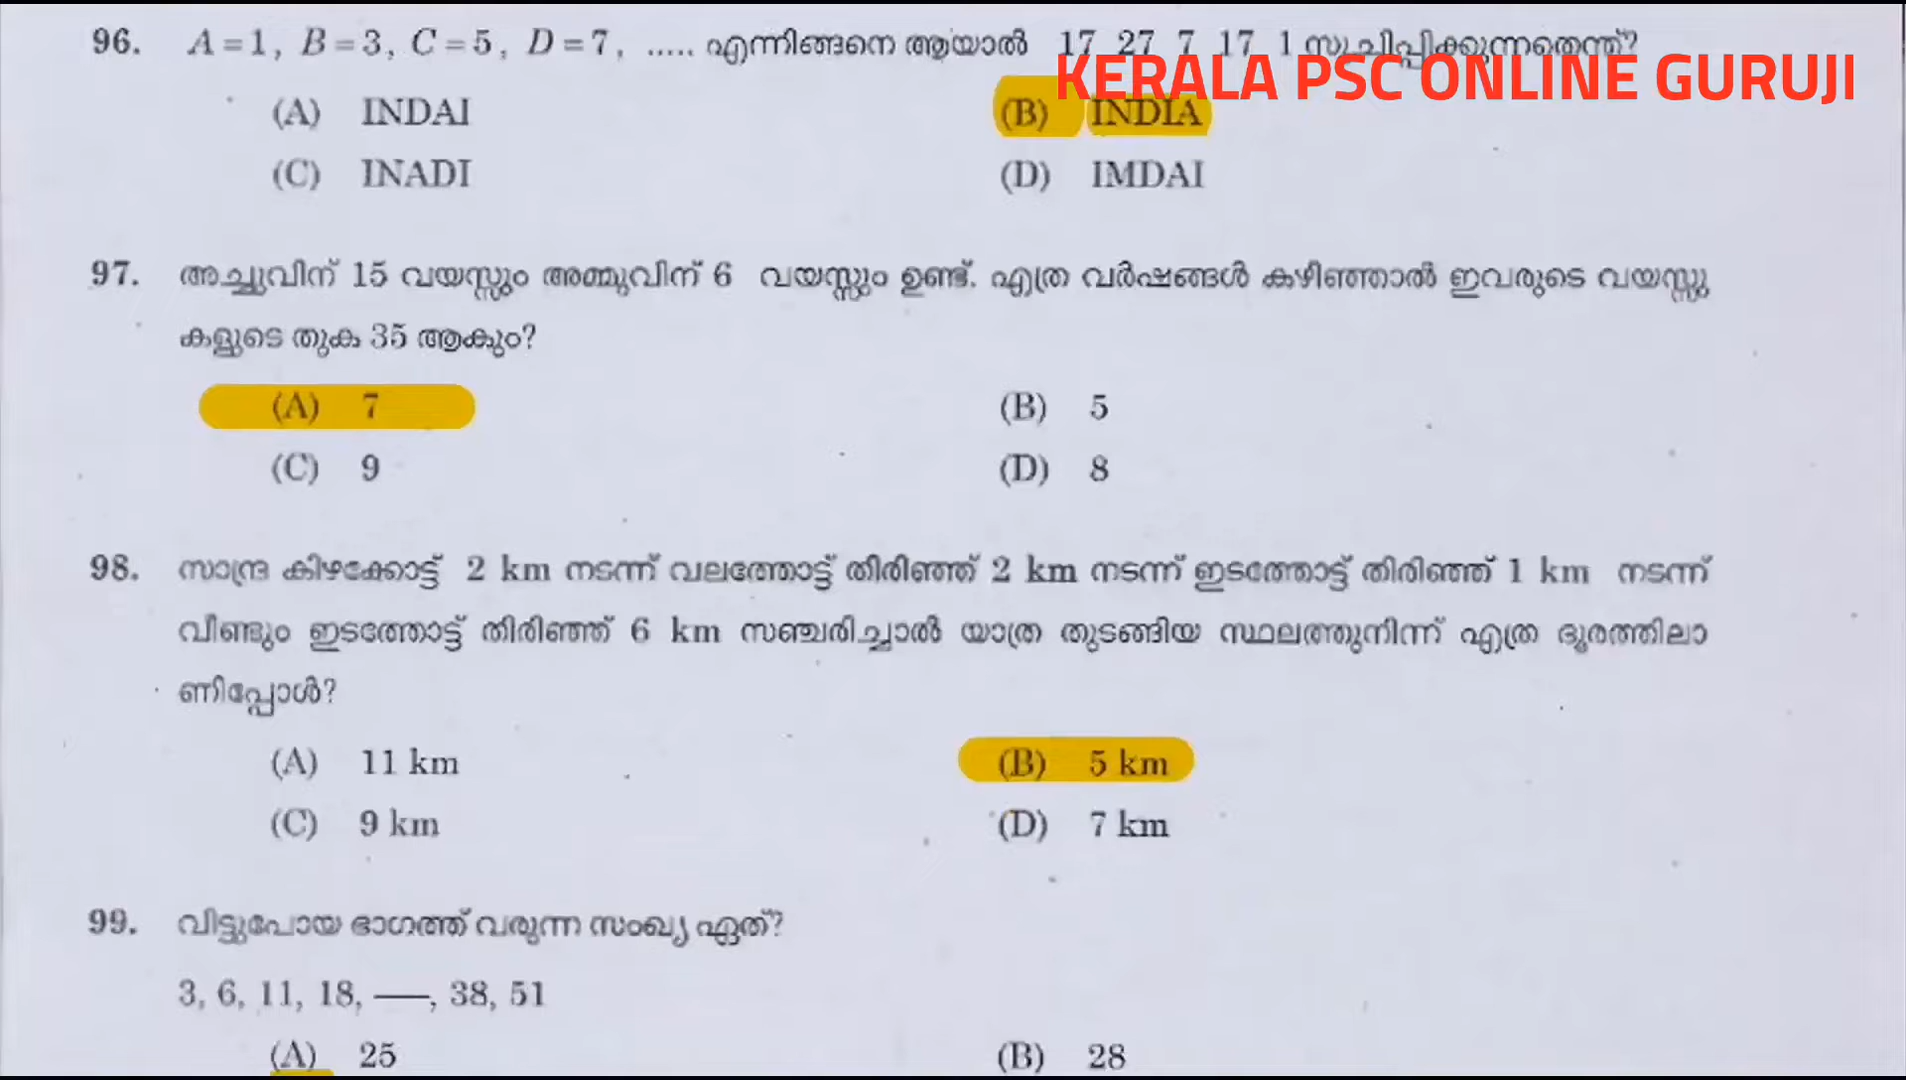 96. A = 1, B = 3, C = 5, D = 7, ..... എന്നിങ്ങനെ ആയാൽ 17 27 7 17 1 സൂചിപ്പിക്കുന്നതെന്ത്?
KERALA PSC ONLINE GURUJI
(A) INDAI (B) INDIA
(C) INADI (D) IMDAI
97. അച്ചുവിന് 15 വയസ്സും അമ്മുവിന് 6 വയസ്സും ഉണ്ട്. എത്ര വർഷങ്ങൾ കഴിഞ്ഞാൽ ഇവരുടെ വയസ്സു
കളുടെ തുക 35 ആകും?
(A) 7 (B) 5
(C) 9 (D) 8
98. സാന്ദ്ര കിഴക്കോട്ട് 2 km നടന്ന് വലത്തോട്ട് തിരിഞ്ഞ് 2 km നടന്ന് ഇടത്തോട്ട് തിരിഞ്ഞ് 1 km നടന്ന്
വീണ്ടും ഇടത്തോട്ട് തിരിഞ്ഞ് 6 km സഞ്ചരിച്ചാൽ യാത്ര തുടങ്ങിയ സ്ഥലത്തുനിന്ന് എത്ര ദൂരത്തിലാ
ണിപ്പോൾ?
(A) 11 km (B) 5 km
(C) 9 km (D) 7 km
99. വിട്ടുപോയ ഭാഗത്ത് വരുന്ന സംഖ്യ ഏത്?
3, 6, 11, 18, —, 38, 51
(A) 25 (B) 28